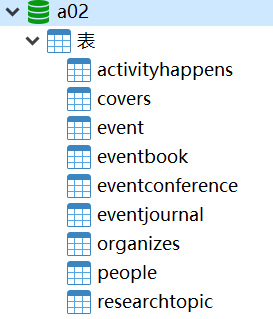 a02
表
activityhappens
covers
event
eventbook
eventconference
eventjournal
organizes
people
researchtopic